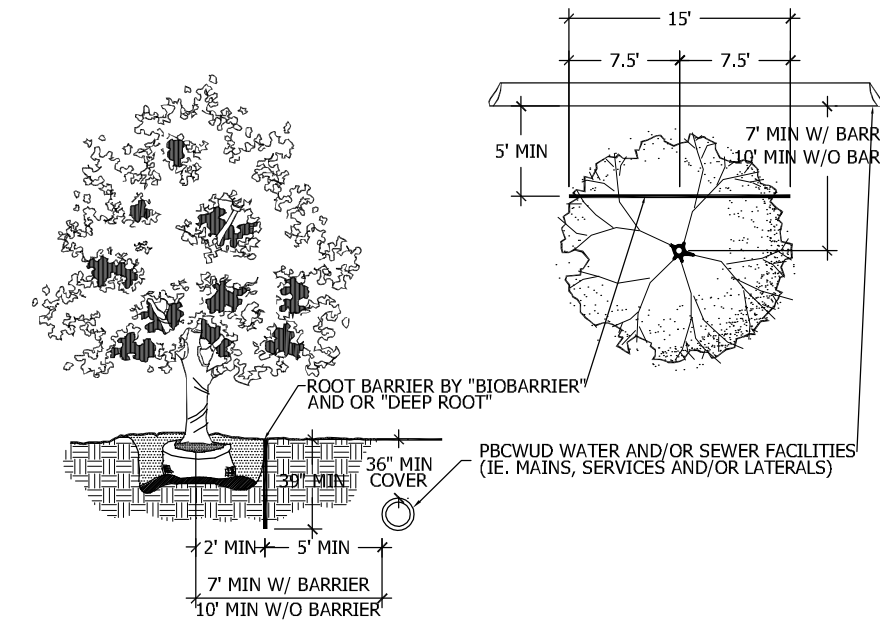 15'
7.5' 7.5'
5' MIN
7' MIN W/ BARR
10' MIN W/O BAR
ROOT BARRIER BY "BIOBARRIER"
AND OR "DEEP ROOT"
PBCWUD WATER AND/OR SEWER FACILITIES
(IE. MAINS, SERVICES AND/OR LATERALS)
36" MIN
COVER
39" MIN
2' MIN 5' MIN
7' MIN W/ BARRIER
10' MIN W/O BARRIER